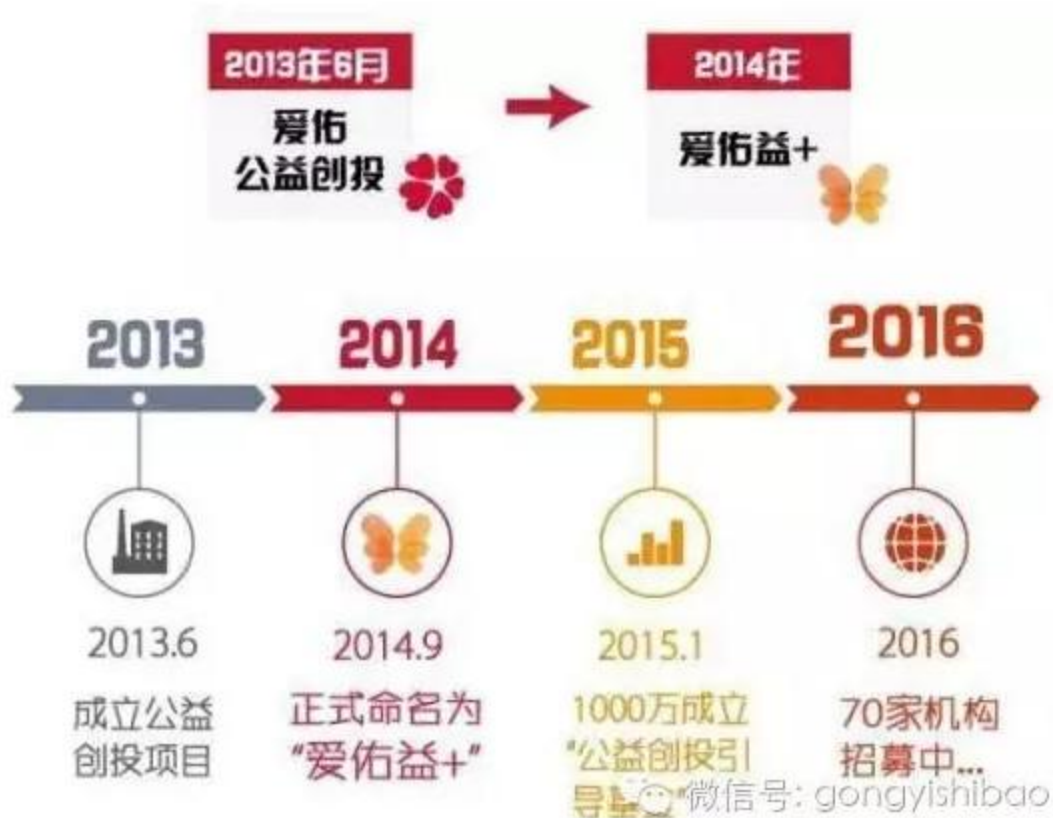 2013年6月
爱佑
公益创投
2014年
爱佑益+
2013
2014
2015
2016
2013.6
成立公益
创投项目
2014.9
正式命名为
“爱佑益+”
2015.1
1000万成立
“公益创投引
导
2016
70家机构
招募中...
微信号: gongyishibao